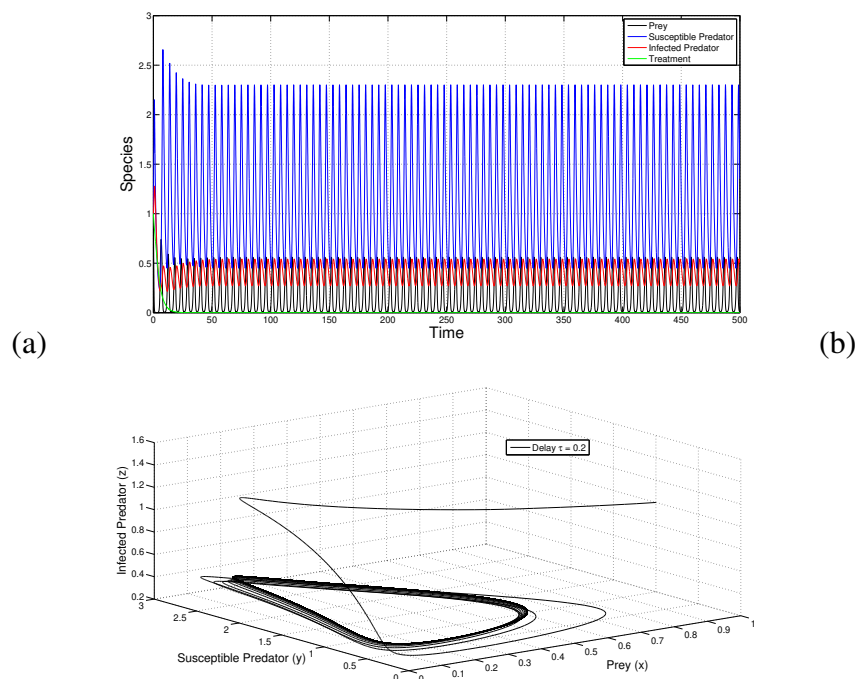 3
2.5
2
1.5
1
0.5
0
Species
Prey
Susceptible Predator
Infected Predator
Treatment
0 50 100 150 200 250 300 350 400 450 500
Time
(a)
(b)
1.6
1.4
1.2
1
0.8
0.6
0.4
0.2
Infected Predator (z)
Delay τ = 0.2
3
2.5
2
1.5
1
0.5
0
Susceptible Predator (y)
0
0.1
0.2
0.3
0.4
0.5
0.6
0.7
0.8
0.9
1
Prey (x)